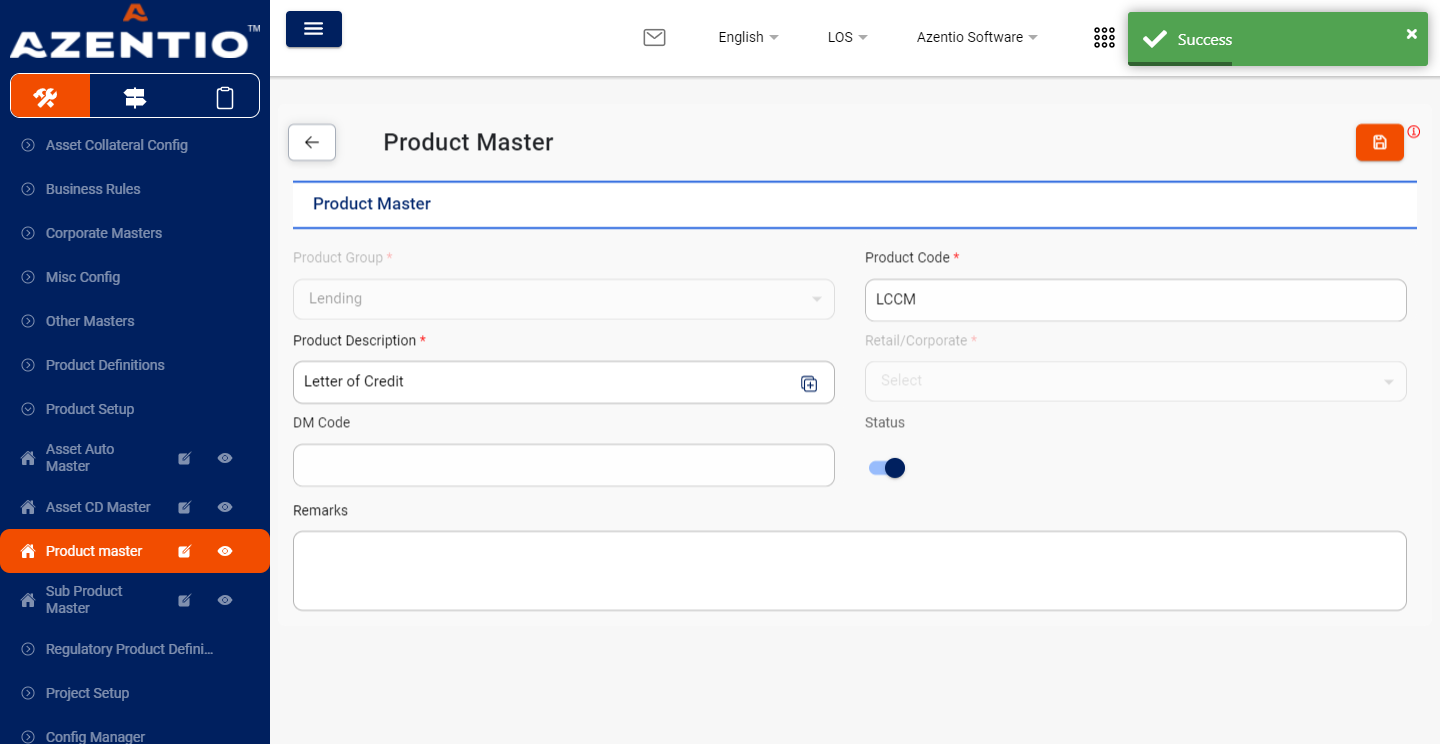 AZENTIO™
English
LOS
Azentio Software
Success
Asset Collateral Config
Business Rules
Corporate Masters
Misc Config
Other Masters
Product Definitions
Product Setup
Asset Auto
Master
Asset CD Master
Product master
Sub Product
Master
Regulatory Product Defini...
Project Setup
Config Manager
Product Master
Product Master
Product Group *
Product Code *
Lending
LCCM
Product Description *
Retail/Corporate *
Letter of Credit
Select
DM Code
Status
Remarks